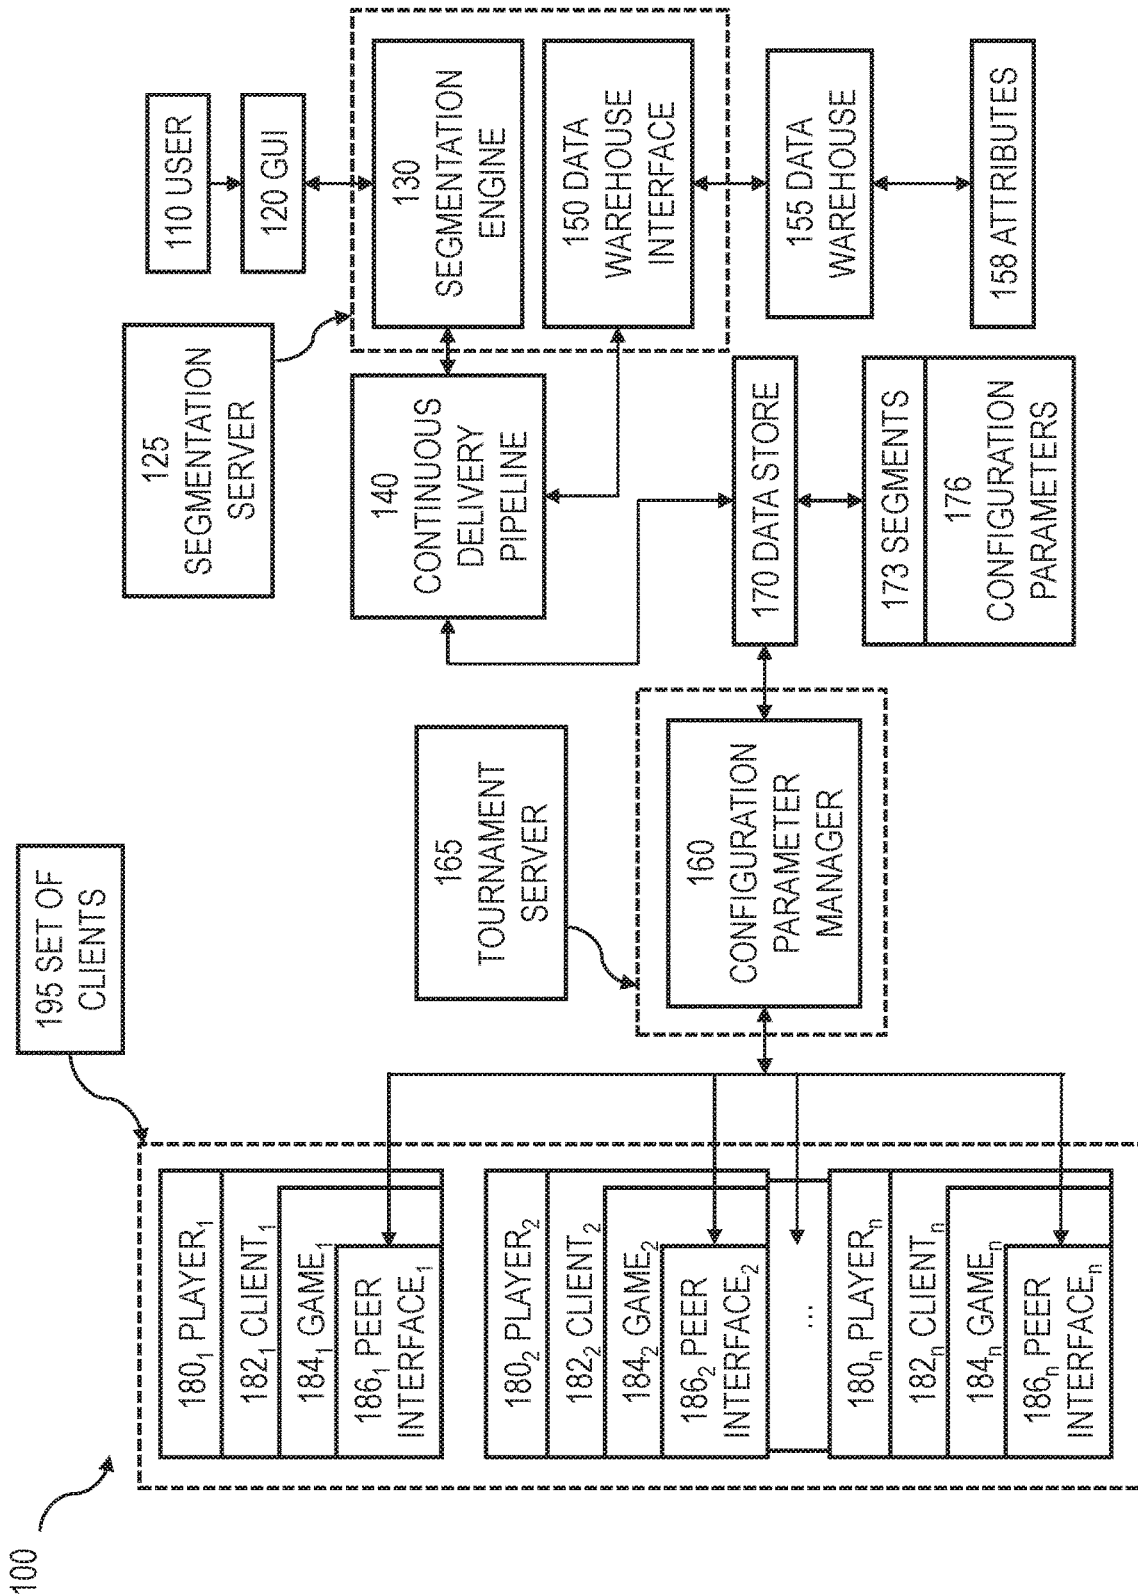 100
195 SET OF
CLIENTS
180₁ PLAYER₁
182₁ CLIENT₁
184₁ GAME₁
186₁ PEER
INTERFACE₁
180₂ PLAYER₂
182₂ CLIENT₂
184₂ GAME₂
186₂ PEER
INTERFACE₂
...
180ₙ PLAYERₙ
182ₙ CLIENTₙ
184ₙ GAMEₙ
186ₙ PEER
INTERFACEₙ
165
TOURNAMENT
SERVER
160
CONFIGURATION
PARAMETER
MANAGER
125
SEGMENTATION
SERVER
140
CONTINUOUS
DELIVERY
PIPELINE
170 DATA STORE
173 SEGMENTS
176
CONFIGURATION
PARAMETERS
110 USER
120 GUI
130
SEGMENTATION
ENGINE
150 DATA
WAREHOUSE
INTERFACE
155 DATA
WAREHOUSE
158 ATTRIBUTES